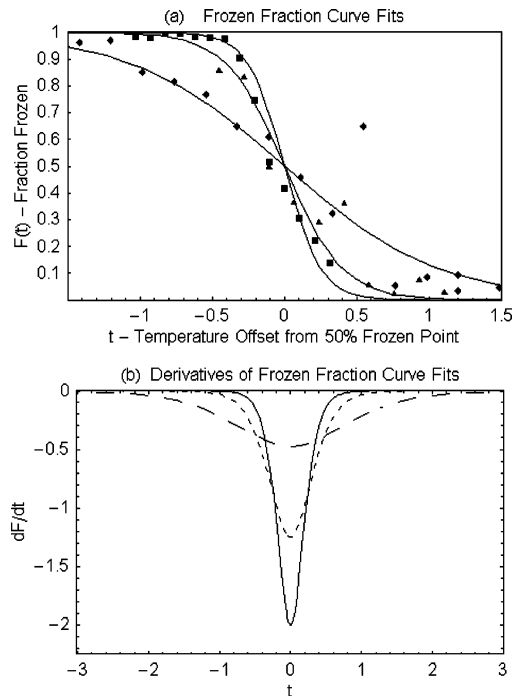 (a) Frozen Fraction Curve Fits
1
0.9
0.8
0.7
0.6
0.5
0.4
0.3
0.2
0.1
F(t) – Fraction Frozen
−1 −0.5 0 0.5 1 1.5
t – Temperature Offset from 50% Frozen Point
(b) Derivatives of Frozen Fraction Curve Fits
0
−0.5
−1
−1.5
−2
dF/dt
−3 −2 −1 0 1 2 3
t